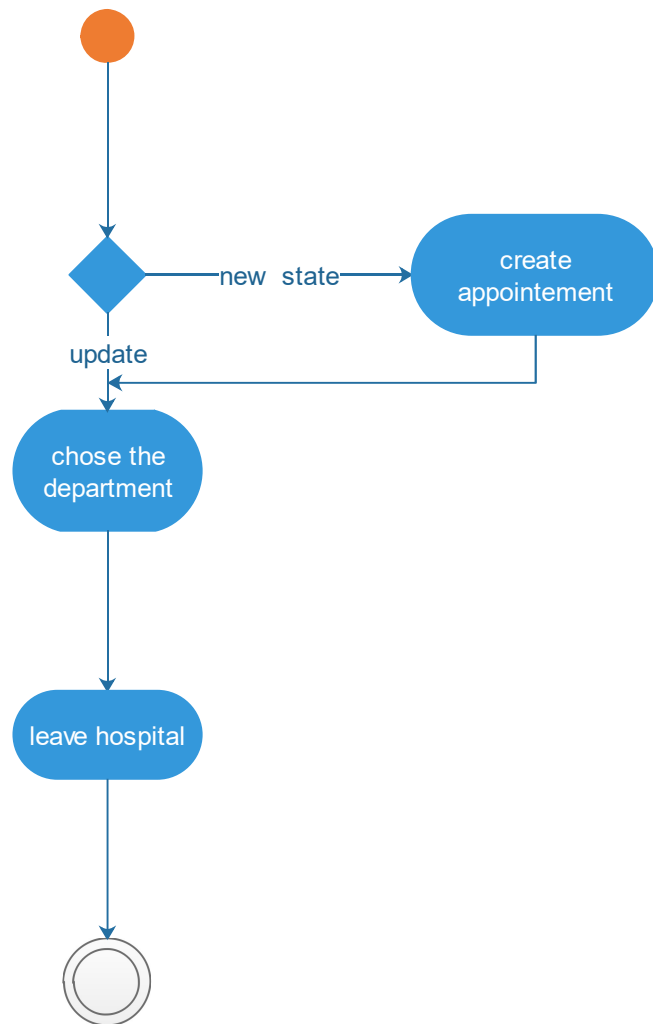 new state
create
appointement
update
chose the
department
leave hospital